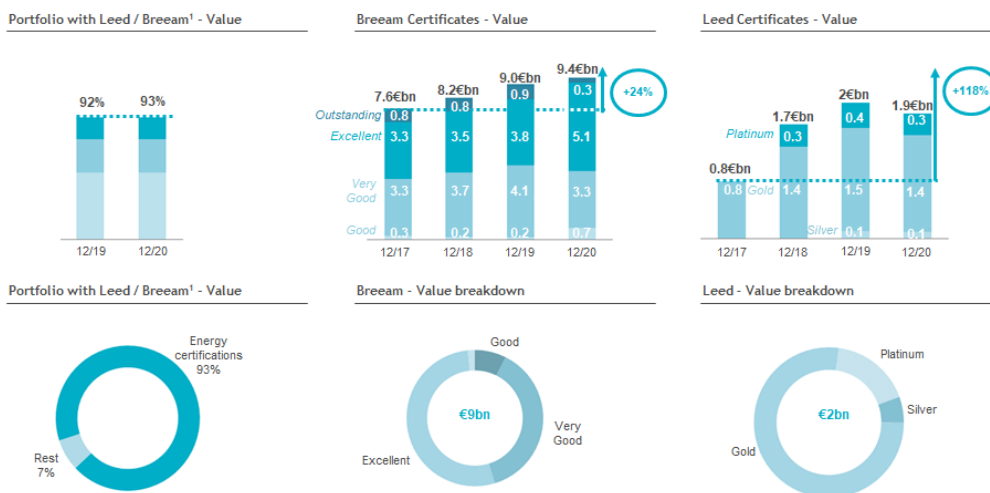 Portfolio with Leed / Breeam¹ - Value
92%
93%
12/19
12/20
Breeam Certificates - Value
7.6€bn
8.2€bn
9.0€bn
9.4€bn
+24%
Outstanding
0.8
0.8
0.9
0.3
Excellent
3.3
3.5
3.8
5.1
Very
Good
3.3
3.7
4.1
3.3
Good
0.3
0.2
0.2
0.7
12/17
12/18
12/19
12/20
Leed Certificates - Value
0.8€bn
1.7€bn
2€bn
1.9€bn
+118%
Platinum
0.3
0.4
0.3
0.8
Gold
1.4
1.5
1.4
Silver
0.1
0.1
12/17
12/18
12/19
12/20
Portfolio with Leed / Breeam¹ - Value
Energy
certifications
93%
Rest
7%
Breeam - Value breakdown
Good
€9bn
Very
Good
Excellent
Leed - Value breakdown
Platinum
€2bn
Silver
Gold